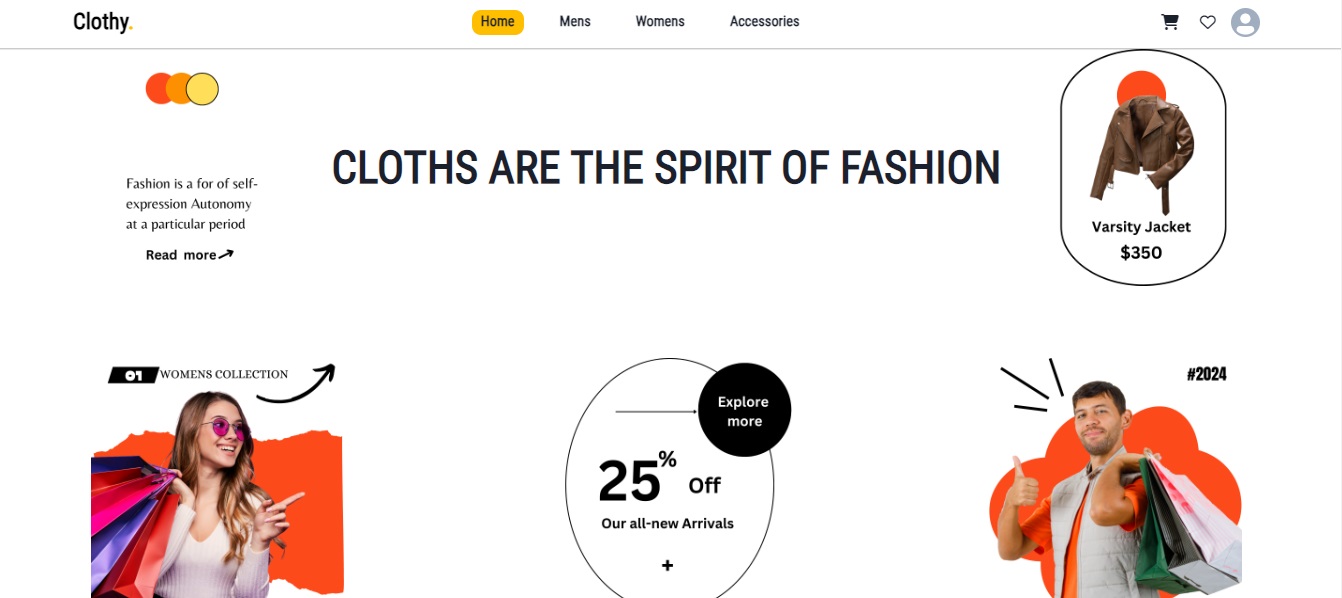 Clothy.
Home
Mens
Womens
Accessories
Fashion is a for of self-
expression Autonomy
at a particular period
Read more
CLOTHS ARE THE SPIRIT OF FASHION
Varsity Jacket
$350
01 WOMENS COLLECTION
Explore
more
25% Off
Our all-new Arrivals
+
#2024